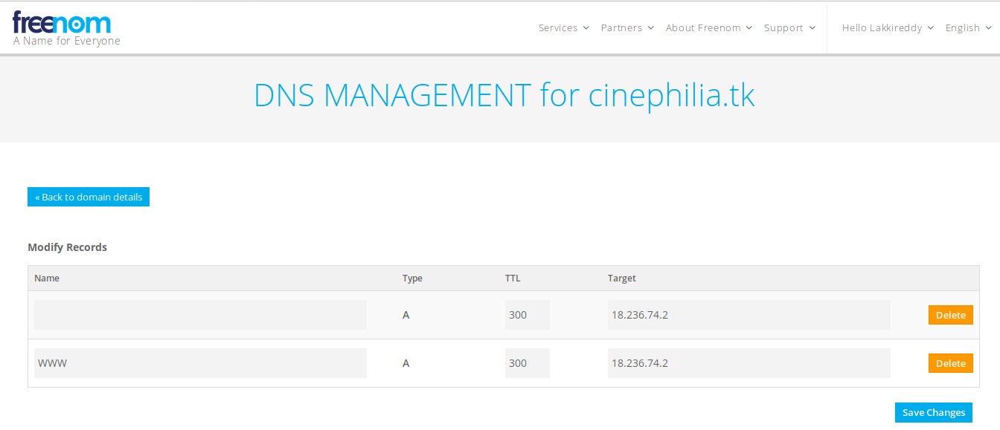 freenom
A Name for Everyone
Services Partners About Freenom Support Hello Lakkireddy English
DNS MANAGEMENT for cinephilia.tk
« Back to domain details
Modify Records
Name Type TTL Target
A 300 18.236.74.2 Delete
WWW A 300 18.236.74.2 Delete
Save Changes